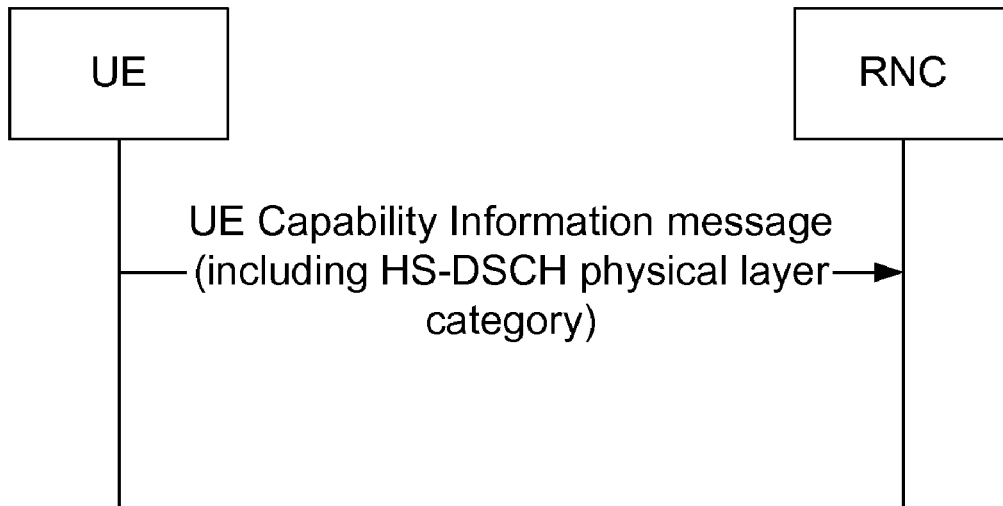 UE
RNC
UE Capability Information message
(including HS-DSCH physical layer
category)